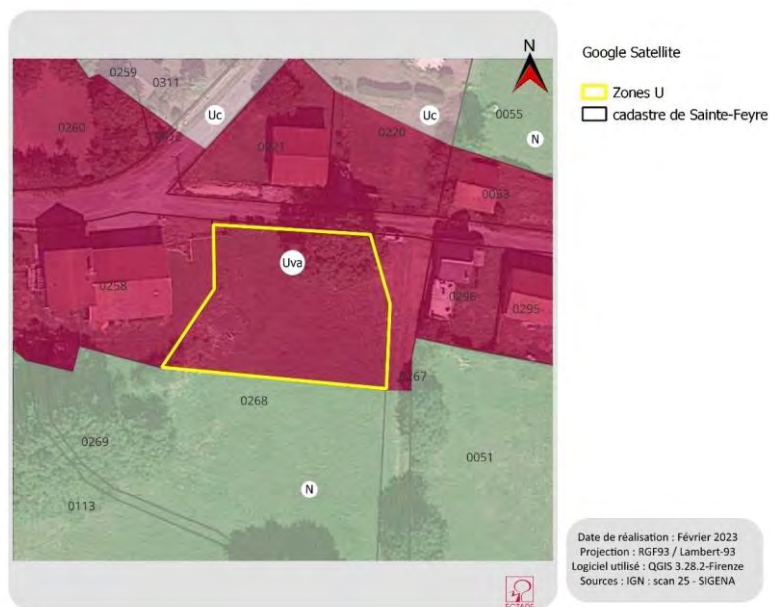 N
0259
0311
Uc
Uc
0260
0221
0220
0055
N
0093
Uva
0258
0296
0295
0267
0268
0269
0051
0113
N
Google Satellite
Zones U
cadastre de Sainte-Feyre
Date de réalisation : Février 2023
Projection : RGF93 / Lambert-93
Logiciel utilisé : QGIS 3.28.2-Firenze
Sources : IGN : scan 25 - SIGENA